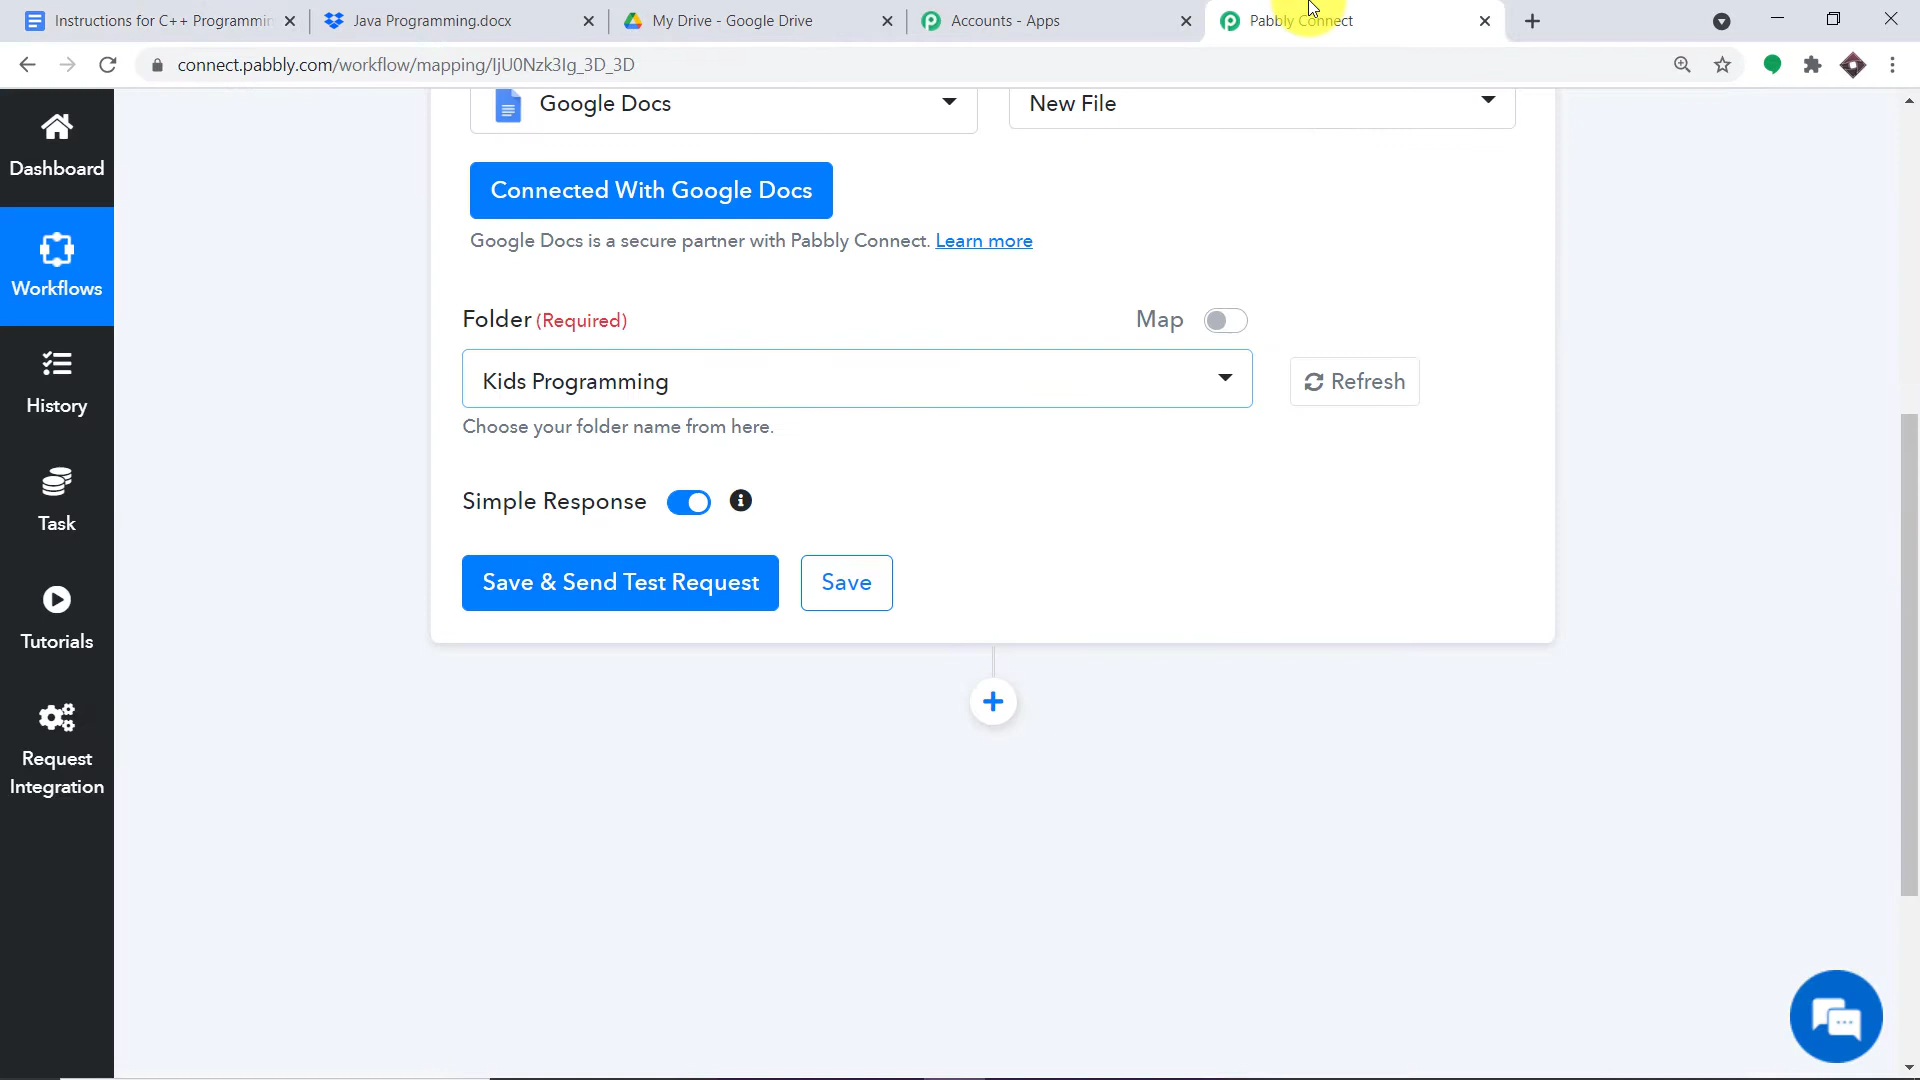 Instructions for C++ Programmin
Java Programming.docx
My Drive - Google Drive
Accounts - Apps
Pabbly Connect
connect.pabbly.com/workflow/mapping/IjU0Nzk3Ig_3D_3D
Dashboard
Workflows
History
Task
Tutorials
Request
Integration
Google Docs
New File
Connected With Google Docs
Google Docs is a secure partner with Pabbly Connect. Learn more
Folder (Required)
Map
Kids Programming
Refresh
Choose your folder name from here.
Simple Response
Save & Send Test Request
Save